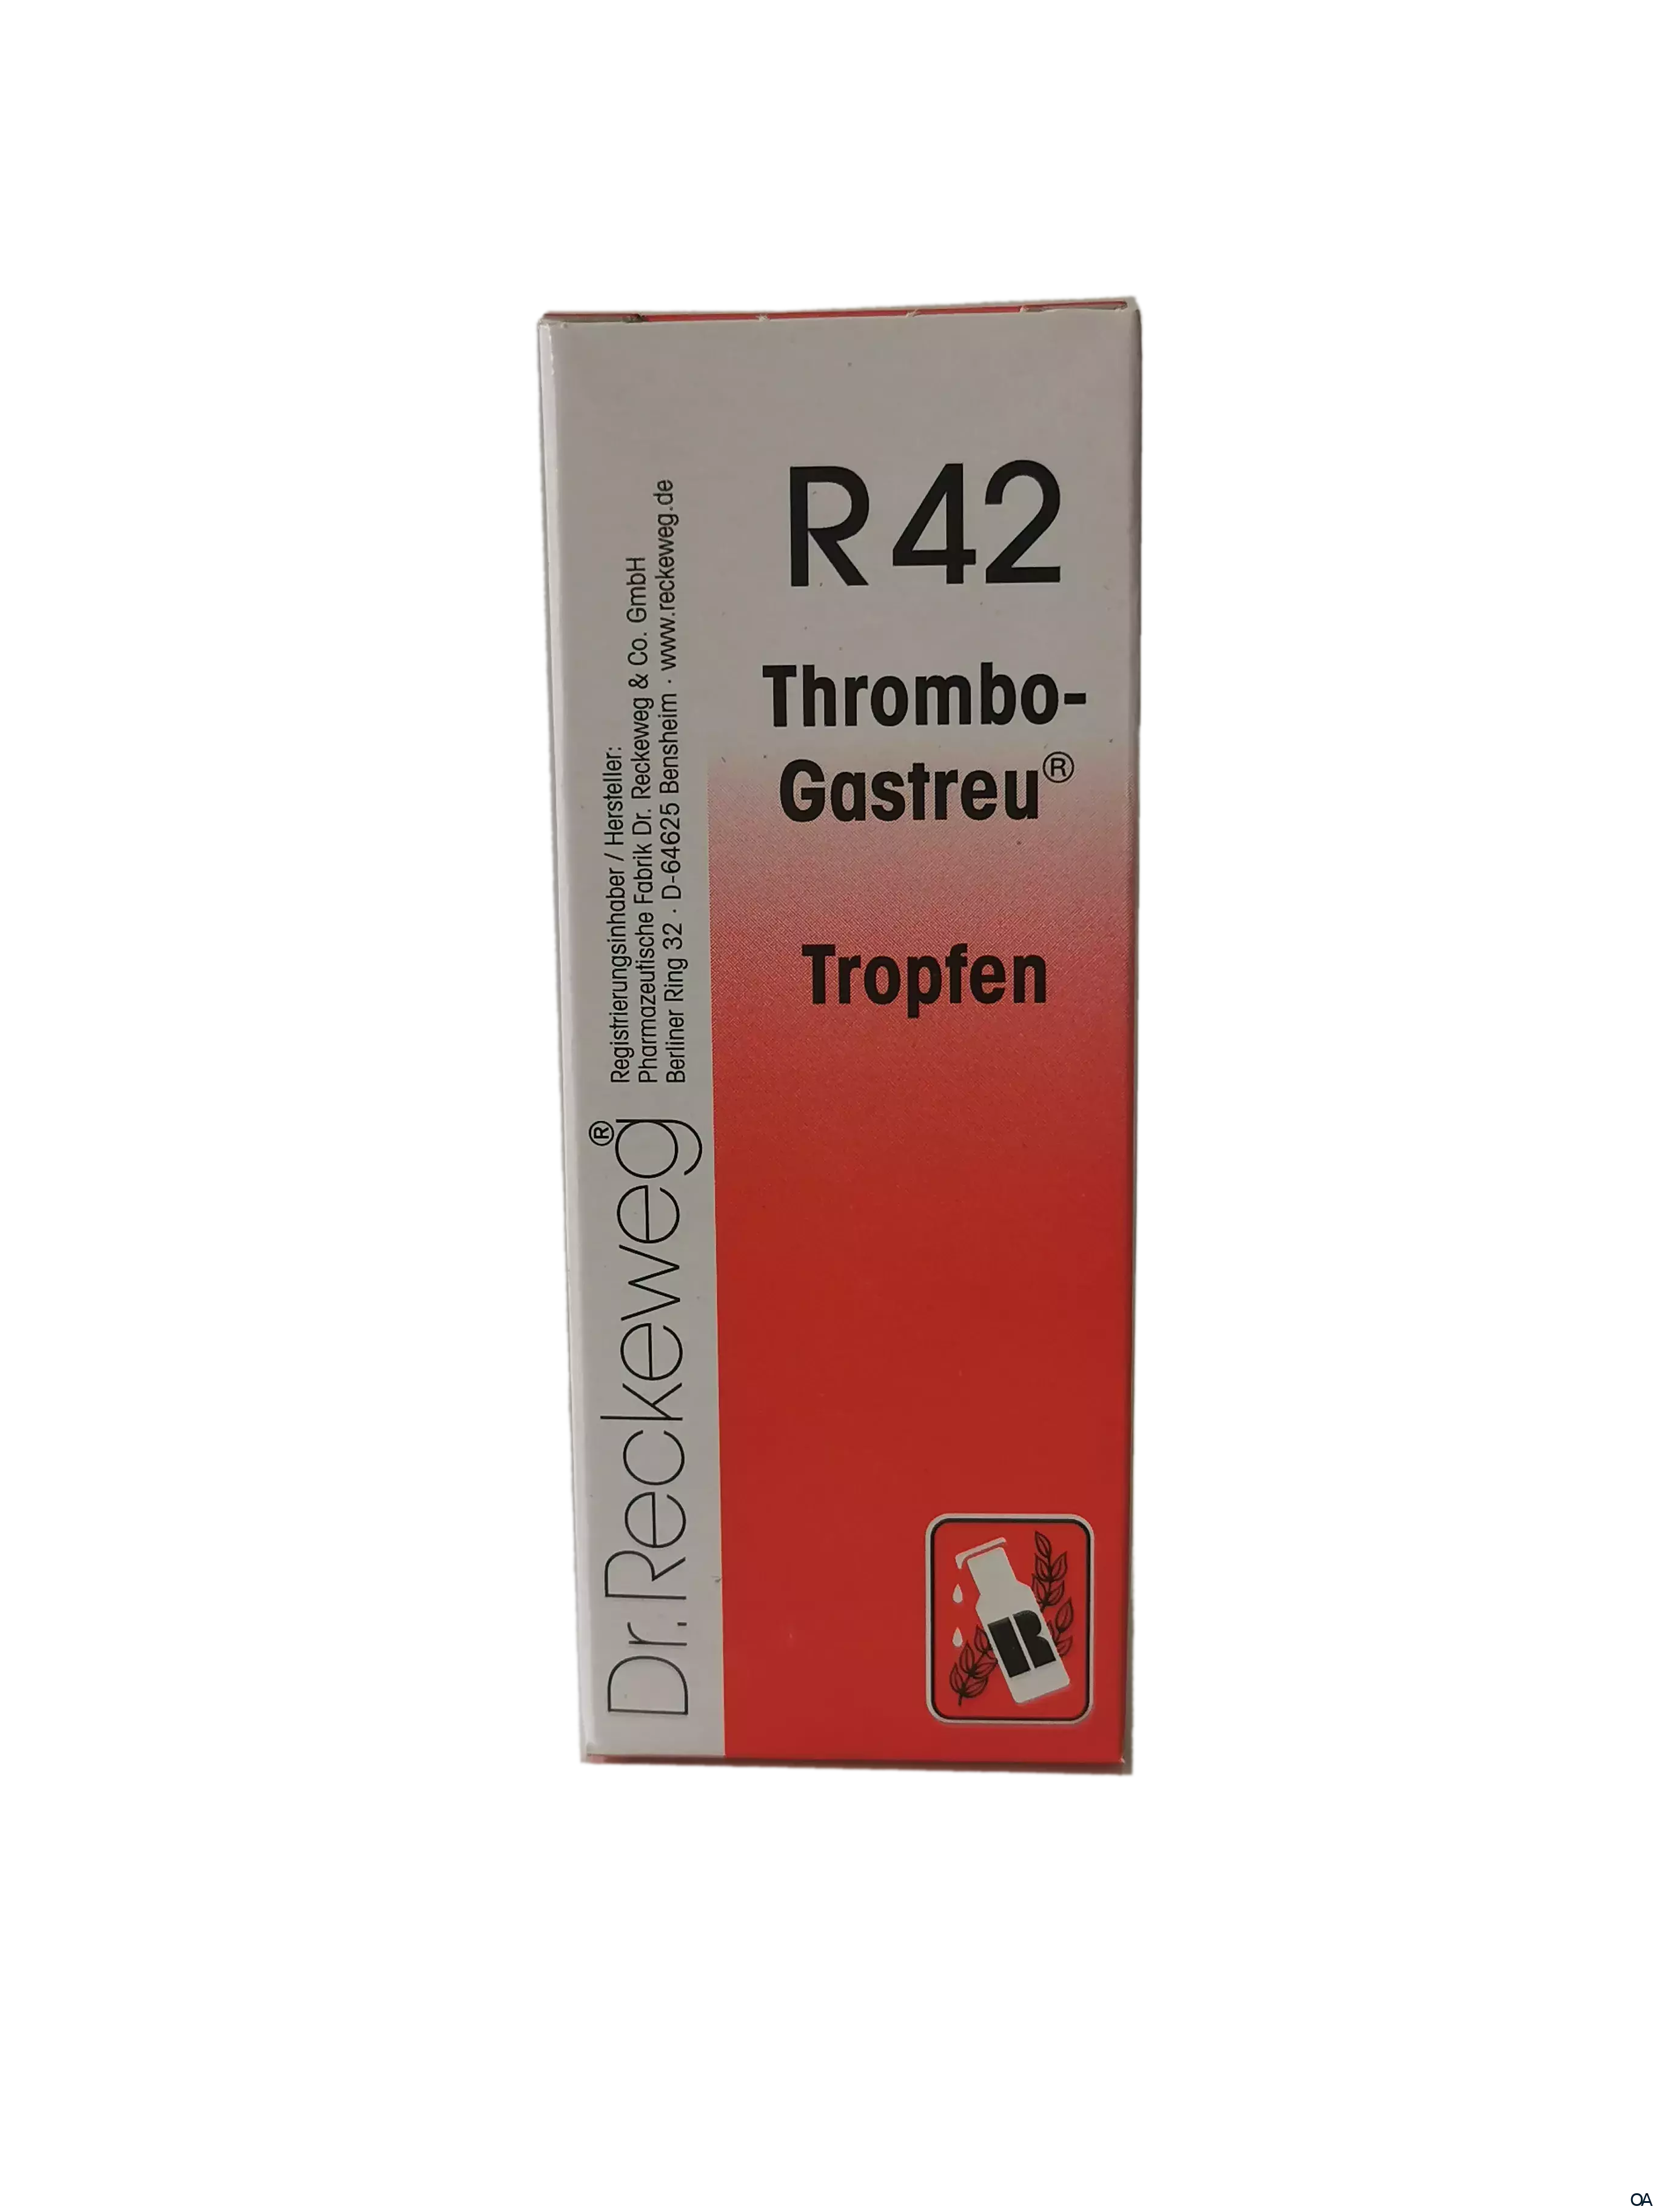 R 42
Thrombo-
Gastreu®
Tropfen
Dr.Reckeweg®
Registrierungsinhaber / Hersteller:
Pharmazeutische Fabrik Dr. Reckeweg & Co. GmbH
Berliner Ring 32 · D-64625 Bensheim · www.reckeweg.de
R
OA